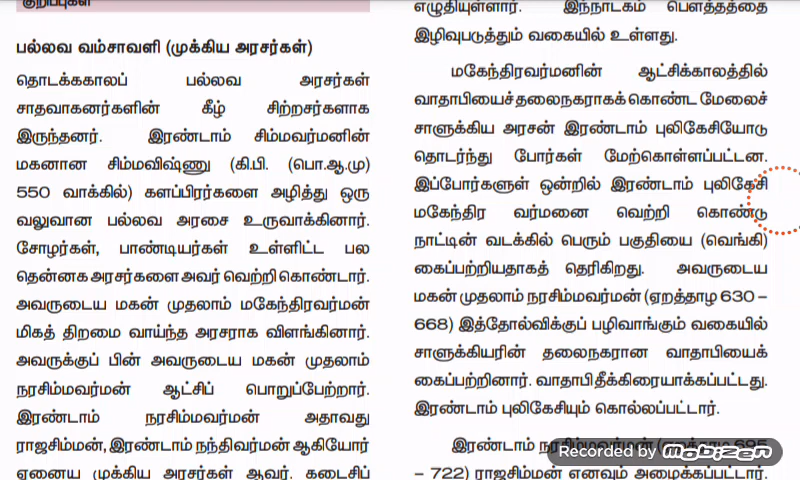 குறிப்புகள்
பல்லவ வம்சாவளி (முக்கிய அரசர்கள்)
தொடக்ககாலப் பல்லவ அரசர்கள்
சாதவாகனர்களின் கீழ் சிற்றசர்களாக
இருந்தனர். இரண்டாம் சிம்மவர்மனின்
மகனான சிம்மவிஷ்ணு (கி.பி. (பொ.ஆ.மு)
550 வாக்கில்) களப்பிரர்களை அழித்து ஒரு
வலுவான பல்லவ அரசை உருவாக்கினார்.
சோழர்கள், பாண்டியர்கள் உள்ளிட்ட பல
தென்னக அரசர்களை அவர் வெற்றி கொண்டார்.
அவருடைய மகன் முதலாம் மகேந்திரவர்மன்
மிகத் திறமை வாய்ந்த அரசராக விளங்கினார்.
அவருக்குப் பின் அவருடைய மகன் முதலாம்
நரசிம்மவர்மன் ஆட்சிப் பொறுப்பேற்றார்.
இரண்டாம் நரசிம்மவர்மன் அதாவது
ராஜசிம்மன், இரண்டாம் நந்திவர்மன் ஆகியோர்
ஏனைய முக்கிய அரசர்கள் ஆவர். கடைசிப்
எழுதியுள்ளார். இந்நாடகம் பௌத்தத்தை
இழிவுபடுத்தும் வகையில் உள்ளது.
மகேந்திரவர்மனின் ஆட்சிக்காலத்தில்
வாதாபியைச் தலைநகராகக் கொண்ட மேலைச்
சாளுக்கிய அரசன் இரண்டாம் புலிகேசியோடு
தொடர்ந்து போர்கள் மேற்கொள்ளப்பட்டன.
இப்போர்களுள் ஒன்றில் இரண்டாம் புலிகேசி
மகேந்திர வர்மனை வெற்றி கொண்டு
நாட்டின் வடக்கில் பெரும் பகுதியை (வெங்கி)
கைப்பற்றியதாகத் தெரிகிறது. அவருடைய
மகன் முதலாம் நரசிம்மவர்மன் (ஏறத்தாழ 630 –
668) இத்தோல்விக்குப் பழிவாங்கும் வகையில்
சாளுக்கியரின் தலைநகரான வாதாபியைக்
கைப்பற்றினார். வாதாபி தீக்கிரையாக்கப்பட்டது.
இரண்டாம் புலிகேசியும் கொல்லப்பட்டார்.
இரண்டாம் நரசிம்மவர்மன் (ஏறத்தாழ 695
– 722) ராஜசிம்மன் எனவும் அழைக்கப்பட்டார்.
Recorded by mobizen